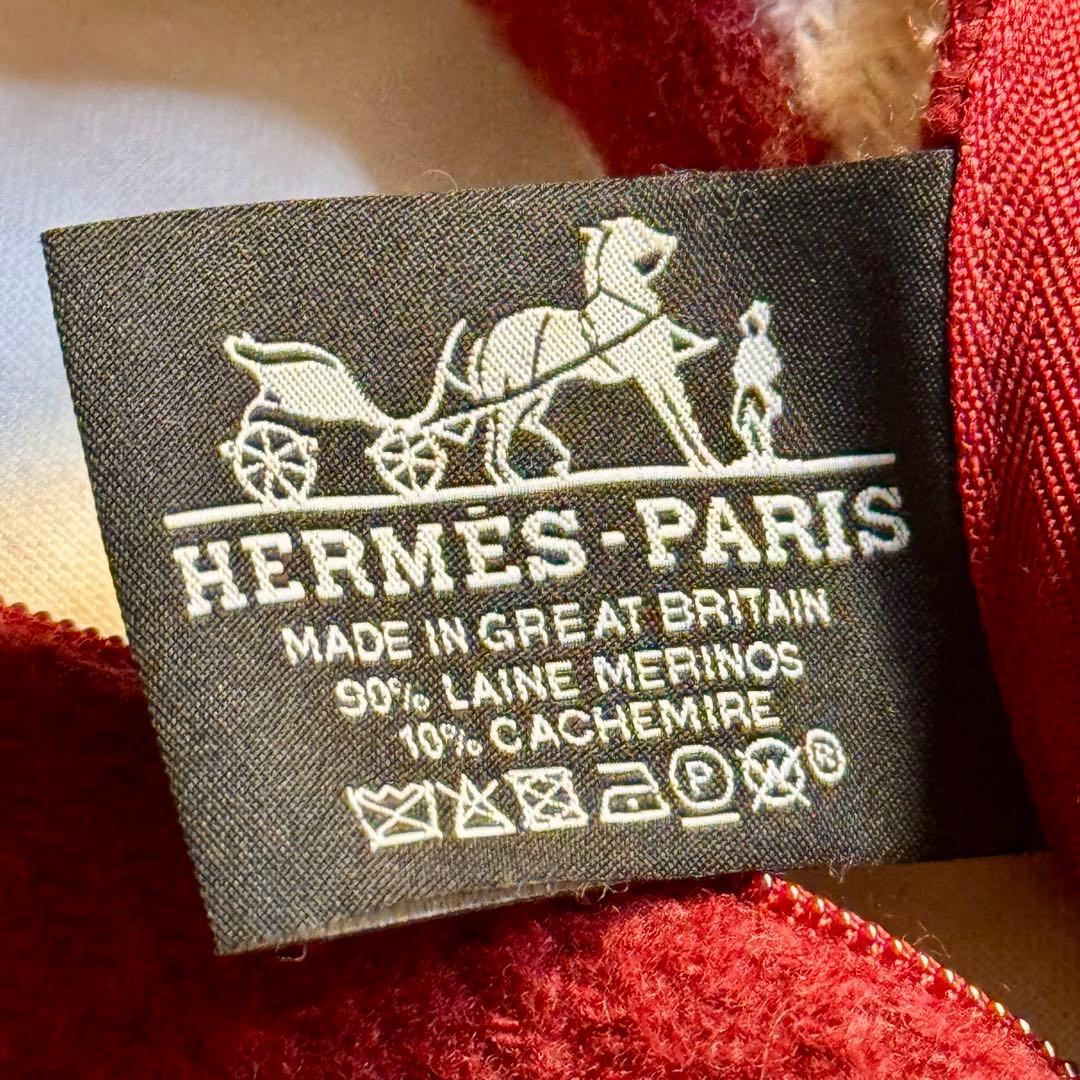 HERMÈS-PARIS
MADE IN GREAT BRITAIN
90% LAINE MERINOS
10% CACHEMIRE
P W ®